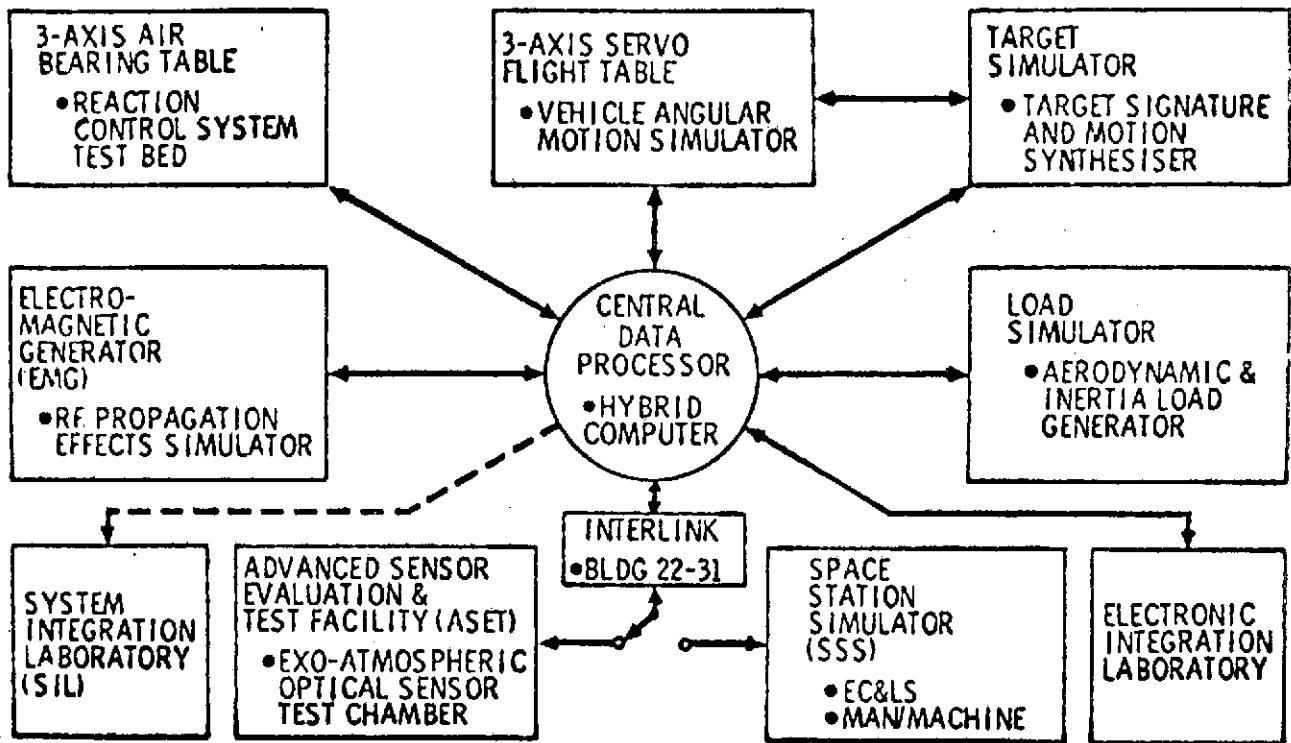 3-AXIS AIR
BEARING TABLE
•REACTION
CONTROL SYSTEM
TEST BED
3-AXIS SERVO
FLIGHT TABLE
•VEHICLE ANGULAR
MOTION SIMULATOR
TARGET
SIMULATOR
• TARGET SIGNATURE
AND MOTION
SYNTHESISER
ELECTRO-
MAGNETIC
GENERATOR
(EMG)
•RF PROPAGATION
EFFECTS SIMULATOR
CENTRAL
DATA
PROCESSOR
•HYBRID
COMPUTER
LOAD
SIMULATOR
•AERODYNAMIC &
INERTIA LOAD
GENERATOR
INTERLINK
•BLDG 22-31
SYSTEM
INTEGRATION
LABORATORY
(SIL)
ADVANCED SENSOR
EVALUATION &
TEST FACILITY (ASET)
•EXO-ATMOSPHERIC
OPTICAL SENSOR
TEST CHAMBER
SPACE
STATION
SIMULATOR
(SSS)
•EC&LS
•MAN/MACHINE
ELECTRONIC
INTEGRATION
LABORATORY